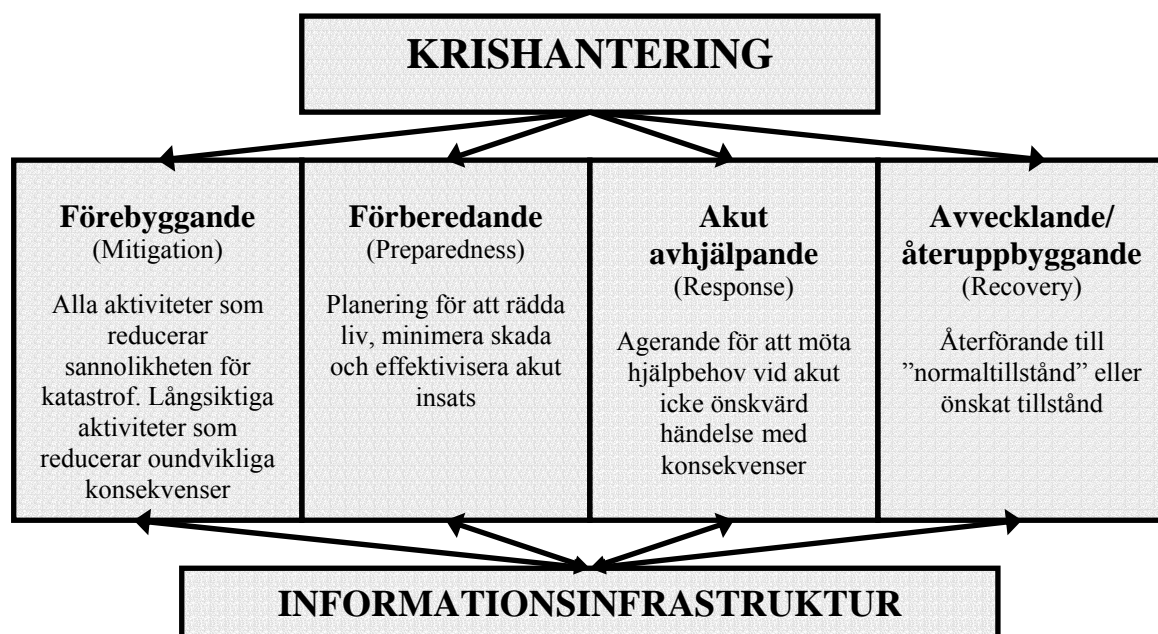 KRISHANTERING
Förebyggande
(Mitigation)
Alla aktiviteter som
reducerar
sannolikheten för
katastrof. Långsiktiga
aktiviteter som
reducerar oundvikliga
konsekvenser
Förberedande
(Preparedness)
Planering för att rädda
liv, minimera skada
och effektivisera akut
insats
Akut
avhjälpande
(Response)
Agerande för att möta
hjälpbehov vid akut
icke önskvärd
händelse med
konsekvenser
Avvecklande/
återuppbyggande
(Recovery)
Återförande till
”normaltillstånd” eller
önskat tillstånd
INFORMATIONSINFRASTRUKTUR